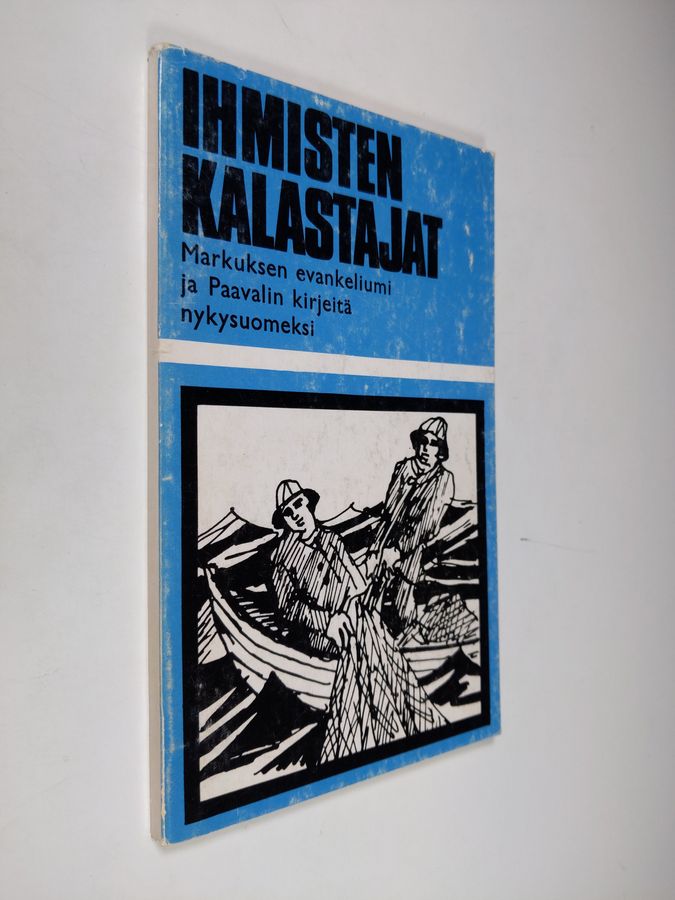 IHMISTEN
KALASTAJAT
Markuksen evankeliumi
ja Paavalin kirjeitä
nykysuomeksi